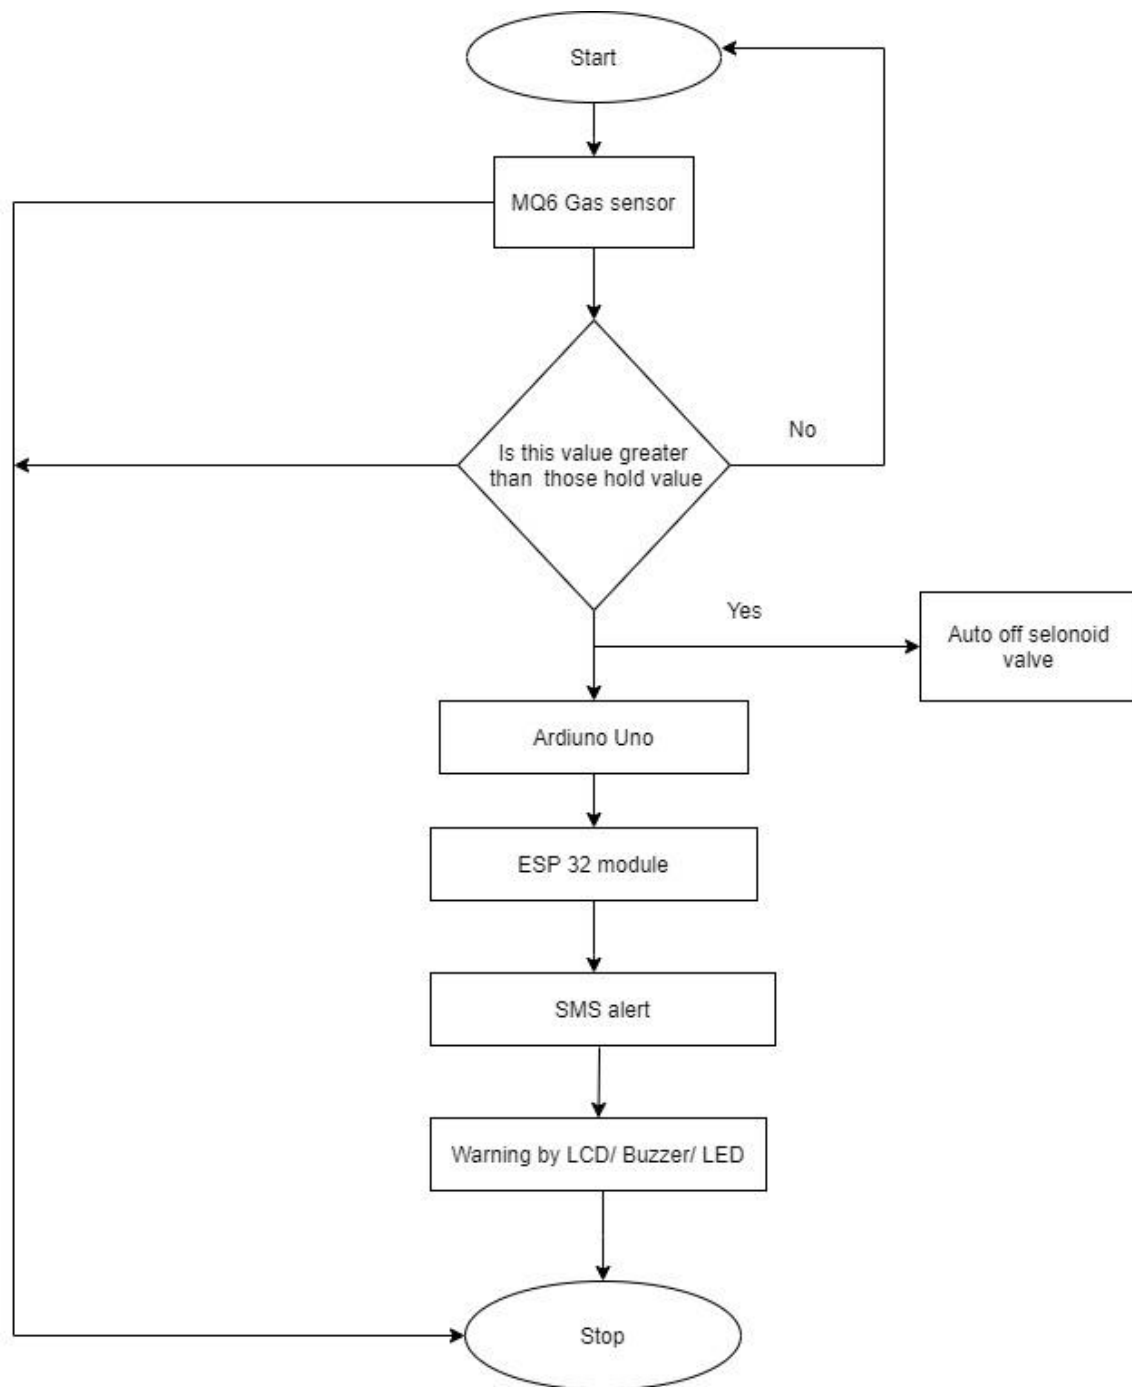 Start
MQ6 Gas sensor
Is this value greater
than those hold value
No
Yes
Auto off selonoid
valve
Ardiuno Uno
ESP 32 module
SMS alert
Warning by LCD/ Buzzer/ LED
Stop